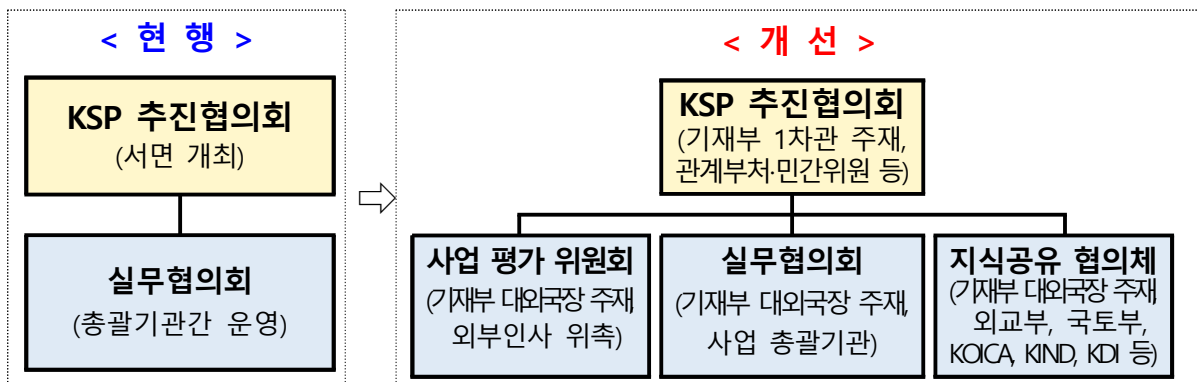 < 현 행 >
KSP 추진협의회
(서면 개최)
실무협의회
(총괄기관간 운영)
< 개 선 >
KSP 추진협의회
(기재부 1차관 주재,
관계부처·민간위원 등)
사업 평가 위원회
(기재부 대외국장 주재,
외부인사 위촉)
실무협의회
(기재부 대외국장 주재,
사업 총괄기관)
지식공유 협의체
(기재부 대외국장 주재,
외교부, 국토부,
KOICA, KIND, KDI 등)